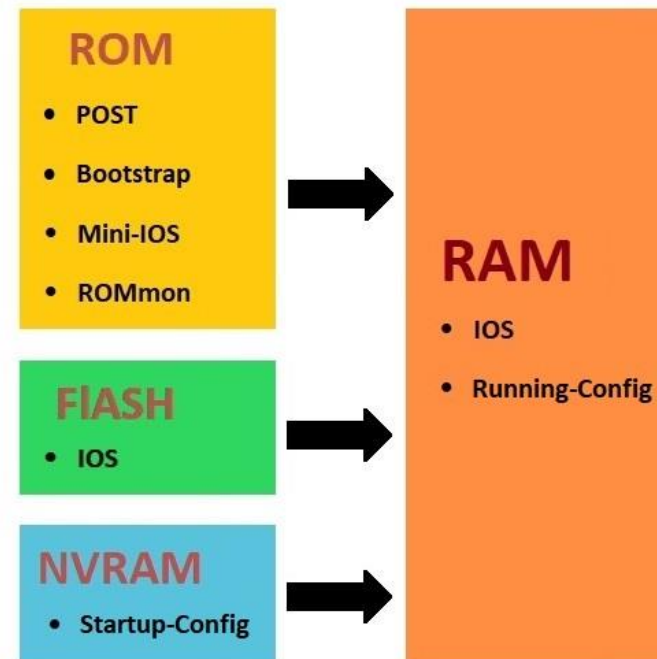 ROM
• POST
• Bootstrap
• Mini-IOS
• ROMmon
FlASH
• IOS
NVRAM
• Startup-Config
RAM
• IOS
• Running-Config